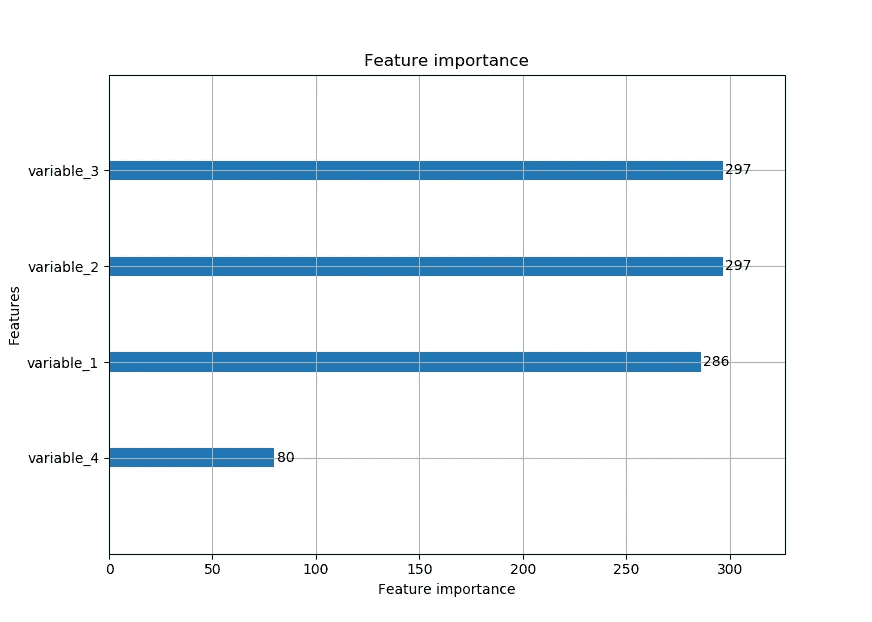 Feature importance
variable_3
297
variable_2
297
Features
variable_1
286
variable_4
80
0 50 100 150 200 250 300
Feature importance